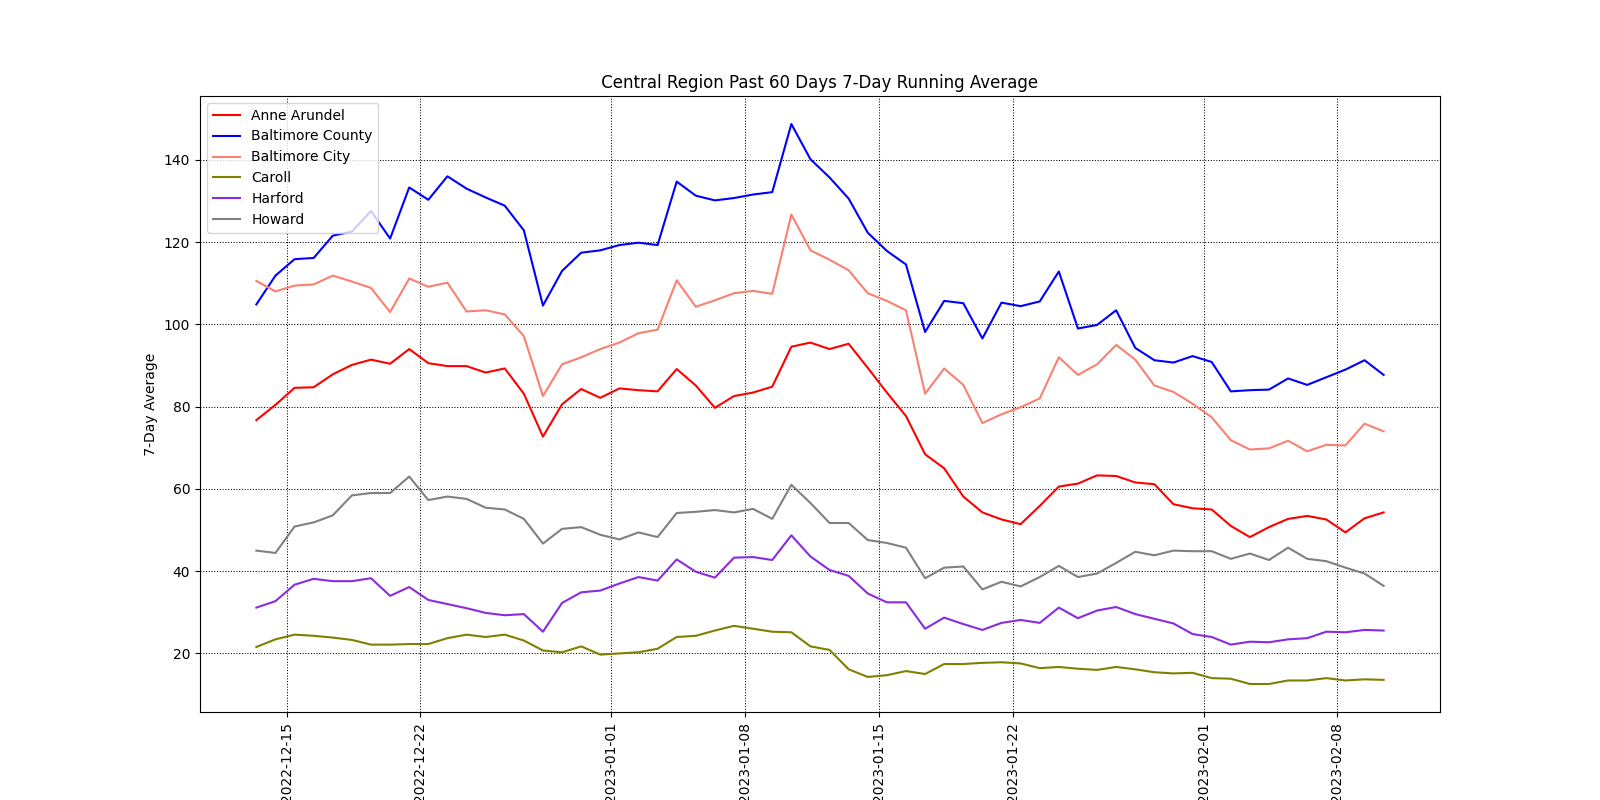 Central Region Past 60 Days 7-Day Running Average
Anne Arundel
Baltimore County
Baltimore City
Caroll
Harford
Howard
140
120
100
80
60
40
20
7-Day Average
2022-12-15
2022-12-22
2023-01-01
2023-01-08
2023-01-15
2023-01-22
2023-02-01
2023-02-08